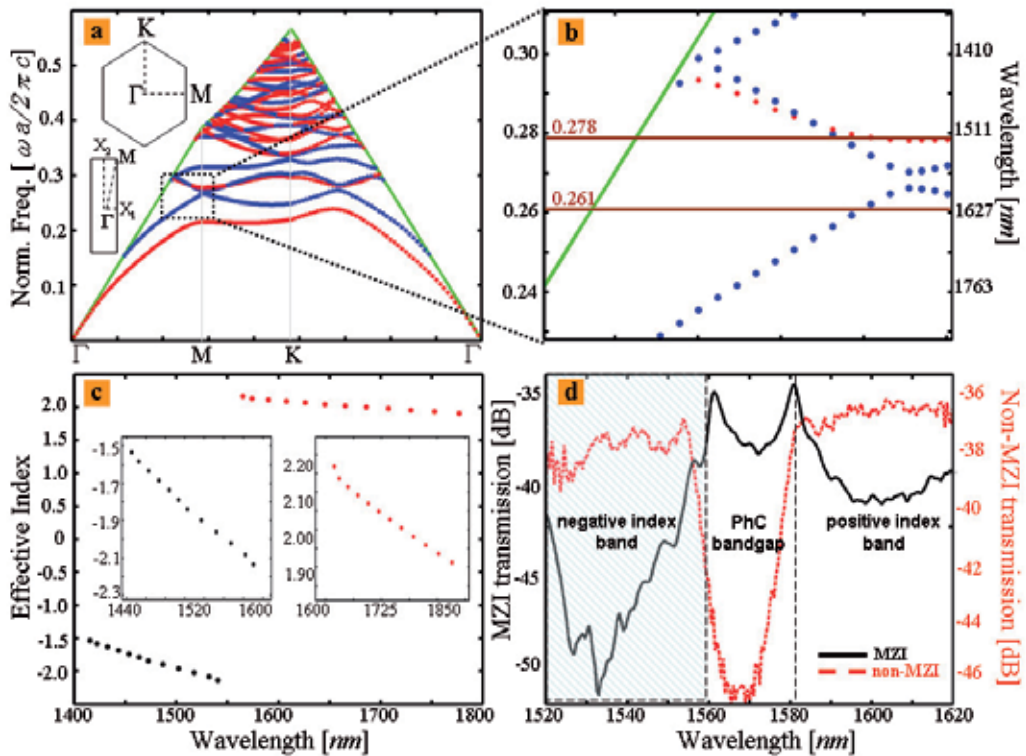 a
K
Γ
M
X2
M
Γ
X1
Norm. Freq. [ωa/2πc]
0.5
0.4
0.3
0.2
0.1
Γ
M
K
Γ
b
0.30
0.28
0.26
0.24
0.278
0.261
1410
1511
1627
1763
Wavelength [nm]
c
Effective Index
2.0
1.5
1.0
0.5
0
-0.5
-1.0
-1.5
-2.0
-1.5
-1.7
-1.9
-2.1
-2.3
1440
1520
1600
2.20
2.10
2.00
1.90
1600
1725
1850
1400
1500
1600
1700
1800
Wavelength [nm]
d
MZI transmission [dB]
-35
-40
-45
-50
negative index
band
PhC
bandgap
positive index
band
MZI
non-MZI
-36
-38
-40
-42
-44
-46
Non-MZI transmission
[dB]
1520
1540
1560
1580
1600
1620
Wavelength [nm]